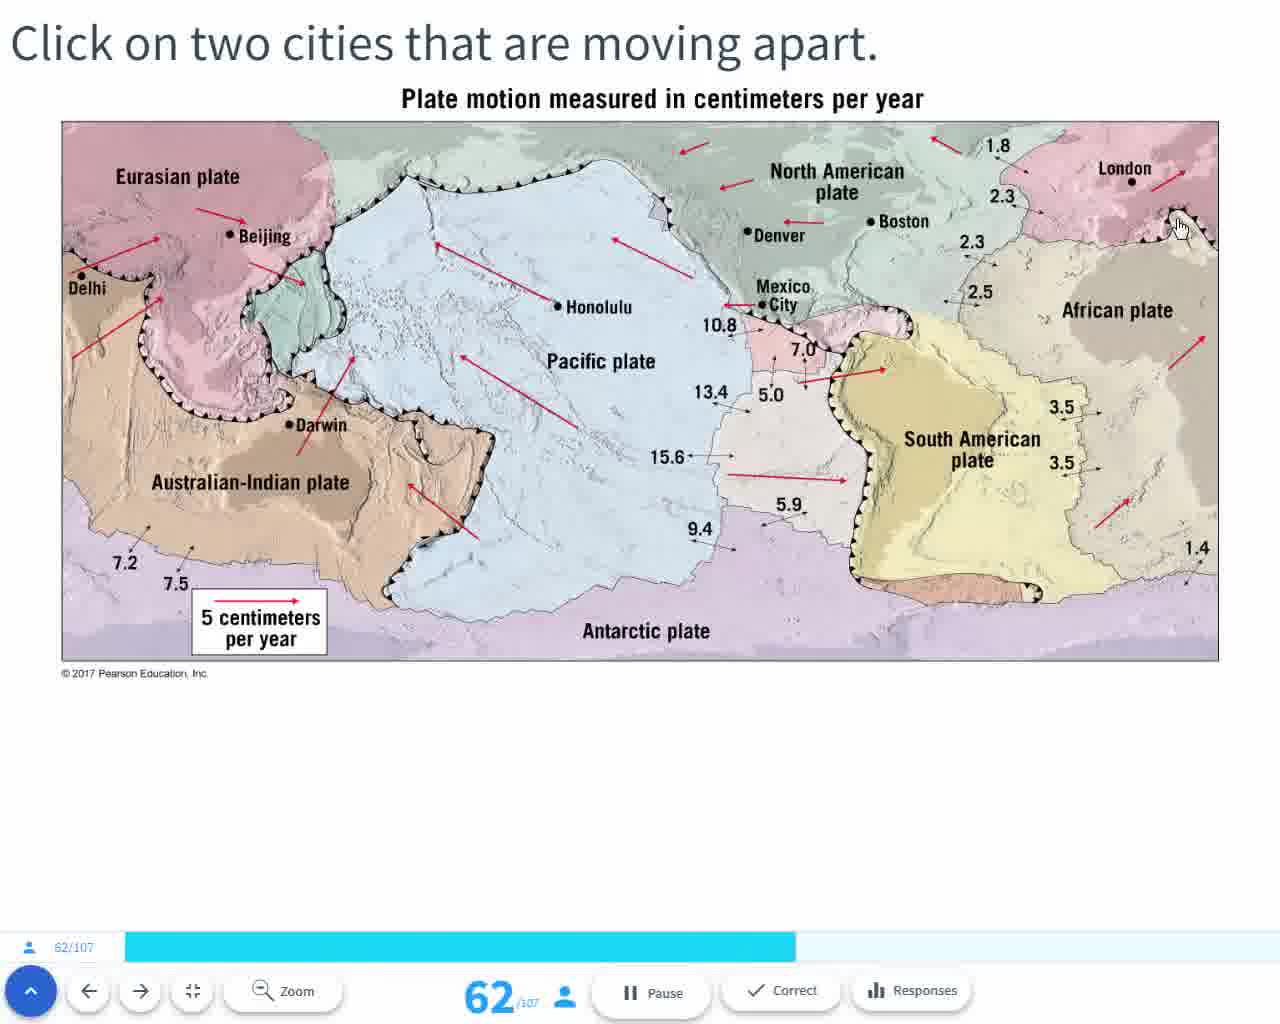 Click on two cities that are moving apart.
Plate motion measured in centimeters per year
Eurasian plate
Beijing
Delhi
Darwin
Australian-Indian plate
7.2
7.5
5 centimeters
per year
Honolulu
Pacific plate
Antarctic plate
North American
plate
Denver
Boston
Mexico
City
10.8
7.0
13.4
5.0
15.6
5.9
9.4
1.8
2.3
2.3
2.5
London
African plate
South American
plate
3.5
3.5
1.4
© 2017 Pearson Education, Inc.
62/107
Zoom
62/107
Pause
Correct
Responses